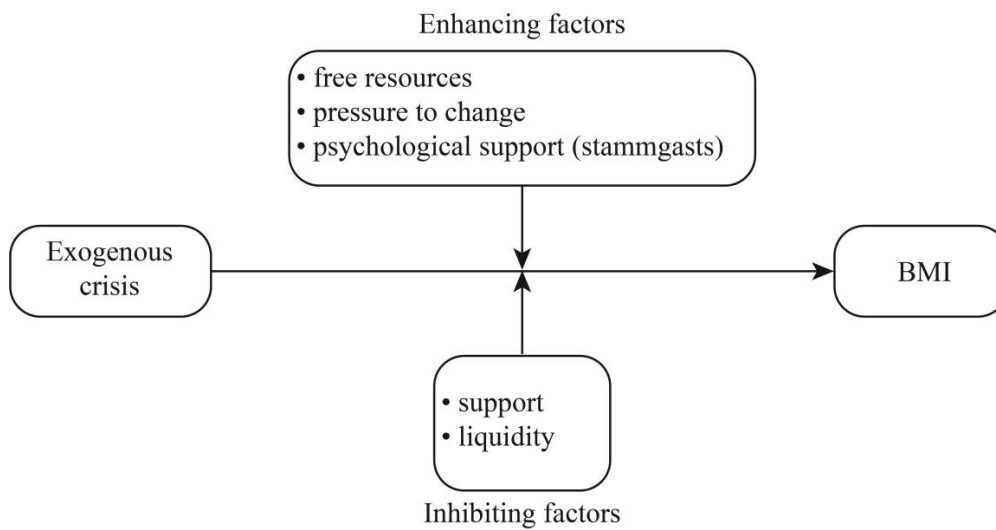 Enhancing factors
• free resources
• pressure to change
• psychological support (stammgasts)
Exogenous
crisis
BMI
• support
• liquidity
Inhibiting factors